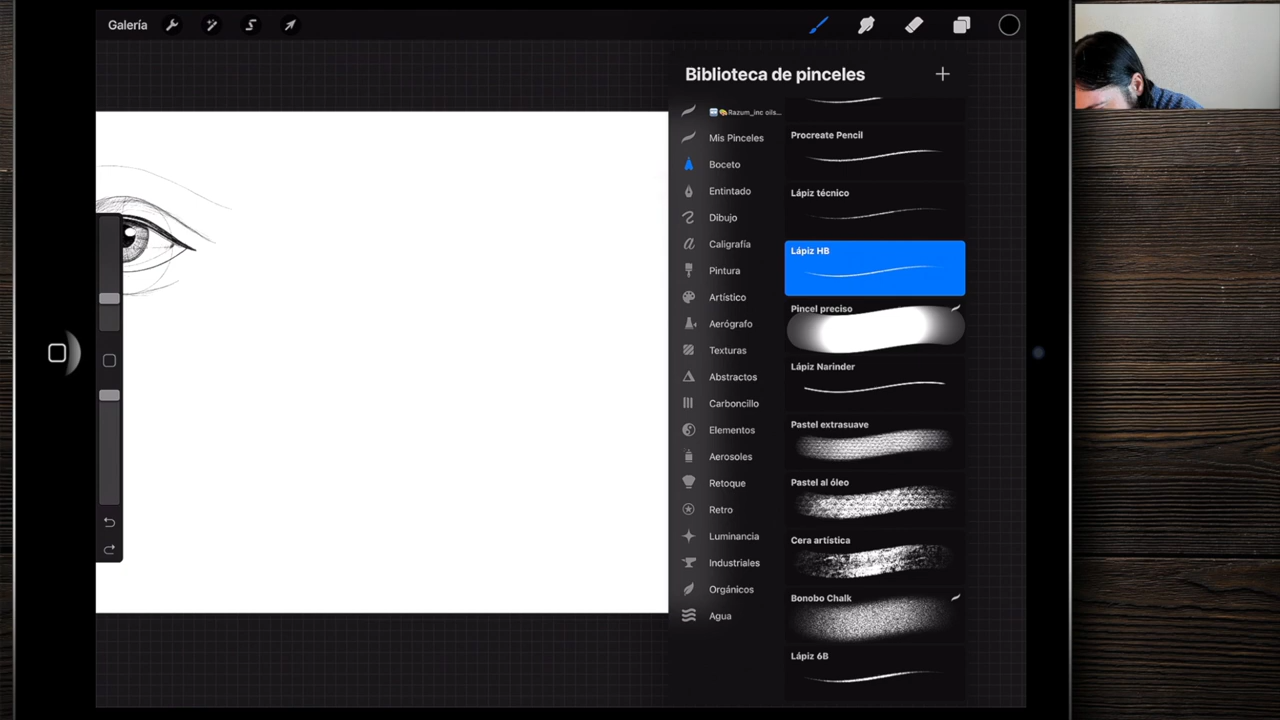 Galería
Biblioteca de pinceles
Razum_inc oils...
Mis Pinceles
Boceto
Entintado
Dibujo
Caligrafía
Pintura
Artístico
Aerógrafo
Texturas
Abstractos
Carboncillo
Elementos
Aerosoles
Retoque
Retro
Luminancia
Industriales
Orgánicos
Agua
Procreate Pencil
Lápiz técnico
Lápiz HB
Pincel preciso
Lápiz Narinder
Pastel extrasuave
Pastel al óleo
Cera artística
Bonobo Chalk
Lápiz 6B